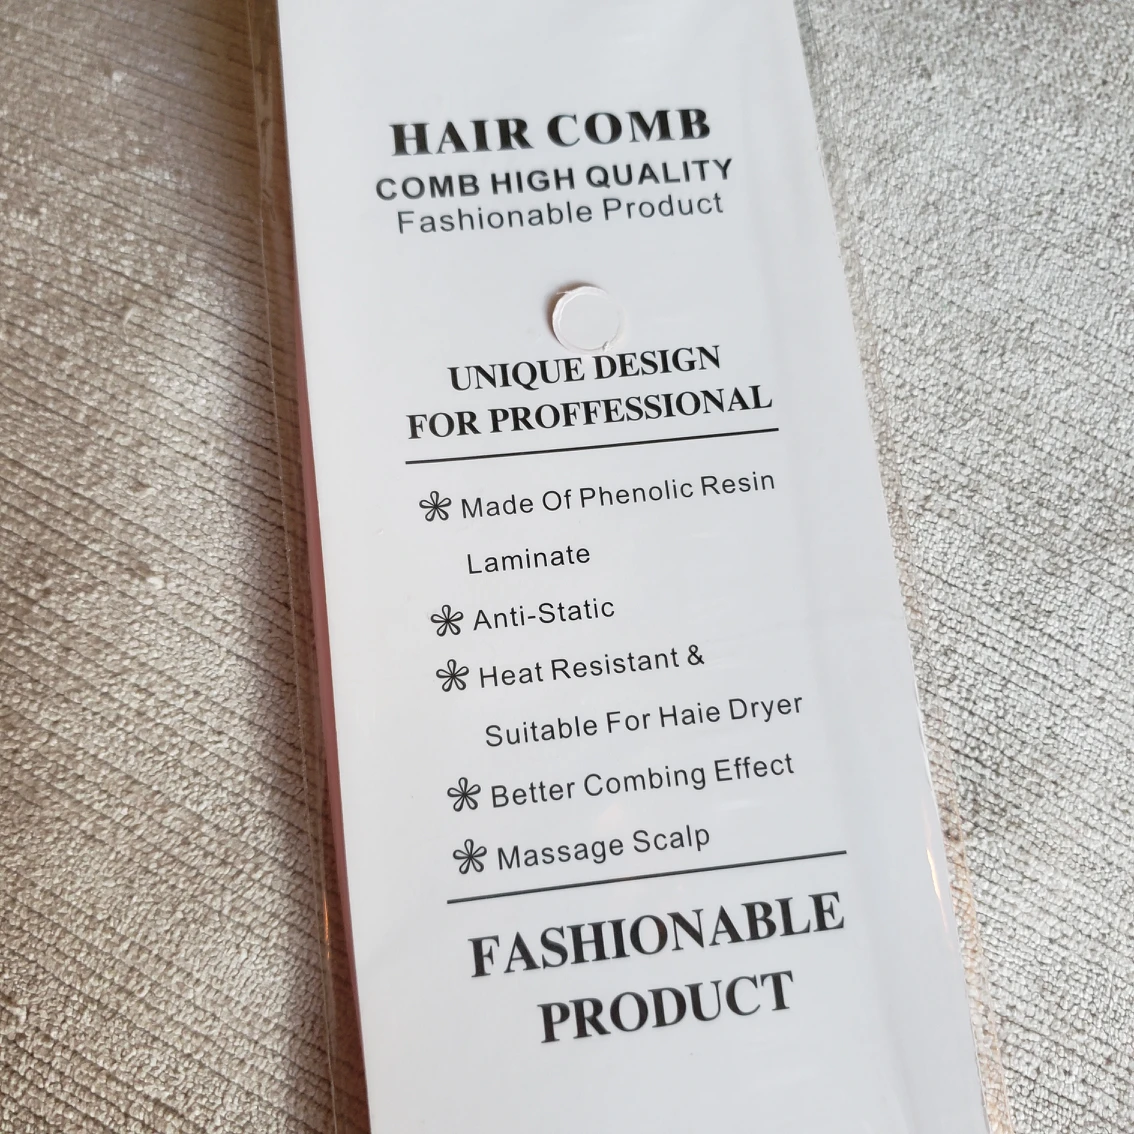 HAIR COMB
COMB HIGH QUALITY
Fashionable Product
UNIQUE DESIGN
FOR PROFFESSIONAL
Made Of Phenolic Resin
Laminate
Anti-Static
Heat Resistant &
Suitable For Haie Dryer
Better Combing Effect
Massage Scalp
FASHIONABLE
PRODUCT